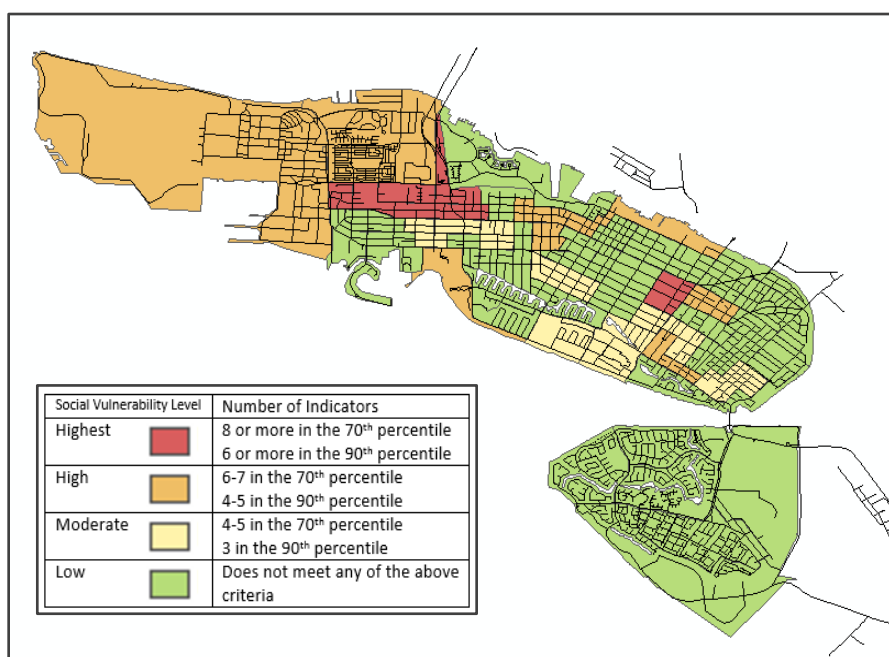 Social Vulnerability Level Number of Indicators
Highest 8 or more in the 70th percentile
6 or more in the 90th percentile
High 6-7 in the 70th percentile
4-5 in the 90th percentile
Moderate 4-5 in the 70th percentile
3 in the 90th percentile
Low Does not meet any of the above
criteria